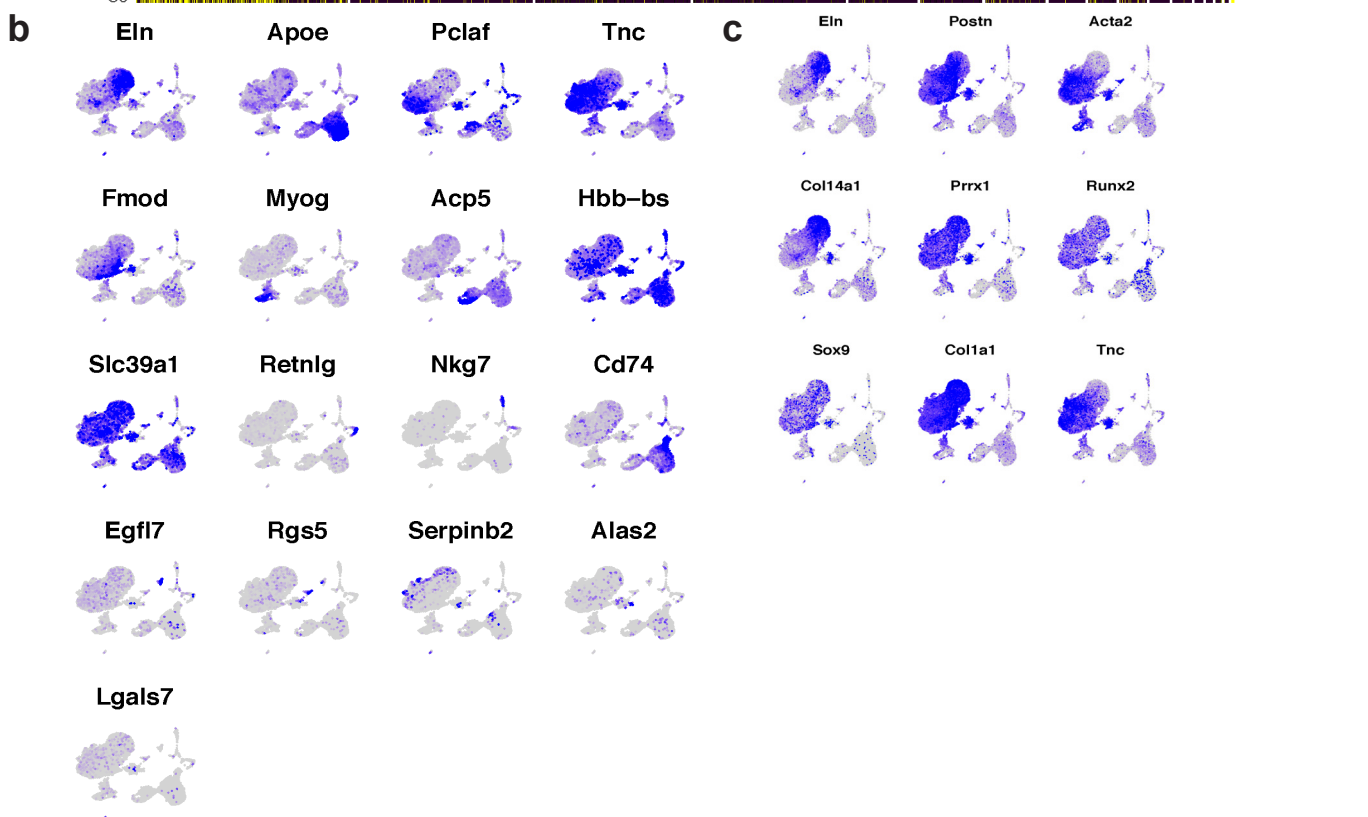 b
c
Eln Apoe Pclaf Tnc
Eln Postn Acta2
Fmod Myog Acp5 Hbb–bs
Col14a1 Prrx1 Runx2
Slc39a1 Retnlg Nkg7 Cd74
Sox9 Col1a1 Tnc
Egfl7 Rgs5 Serpinb2 Alas2
Lgals7